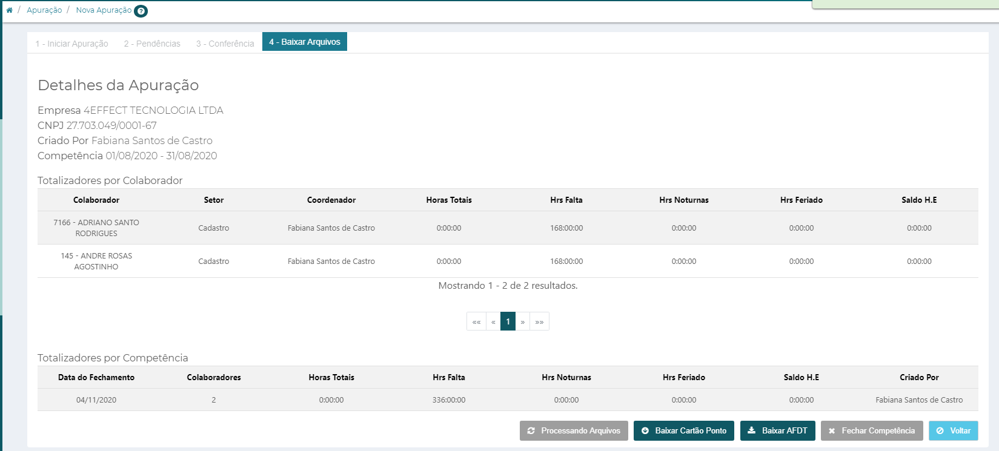 / Apuração / Nova Apuração ?
1 - Iniciar Apuração 2 - Pendências 3 - Conferência 4 - Baixar Arquivos
Detalhes da Apuração
Empresa 4EFFECT TECNOLOGIA LTDA
CNPJ 27.703.049/0001-67
Criado Por Fabiana Santos de Castro
Competência 01/08/2020 - 31/08/2020
Totalizadores por Colaborador
Colaborador Setor Coordenador Horas Totais Hrs Falta Hrs Noturnas Hrs Feriado Saldo H.E
7166 - ADRIANO SANTO
RODRIGUES
Cadastro Fabiana Santos de Castro 0:00:00 168:00:00 0:00:00 0:00:00 0:00:00
145 - ANDRE ROSAS
AGOSTINHO
Cadastro Fabiana Santos de Castro 0:00:00 168:00:00 0:00:00 0:00:00 0:00:00
Mostrando 1 - 2 de 2 resultados.
«« « 1 » »»
Totalizadores por Competência
Data do Fechamento Colaboradores Horas Totais Hrs Falta Hrs Noturnas Hrs Feriado Saldo H.E Criado Por
04/11/2020 2 0:00:00 336:00:00 0:00:00 0:00:00 0:00:00 Fabiana Santos de Castro
Processando Arquivos Baixar Cartão Ponto Baixar AFDT Fechar Competência Voltar